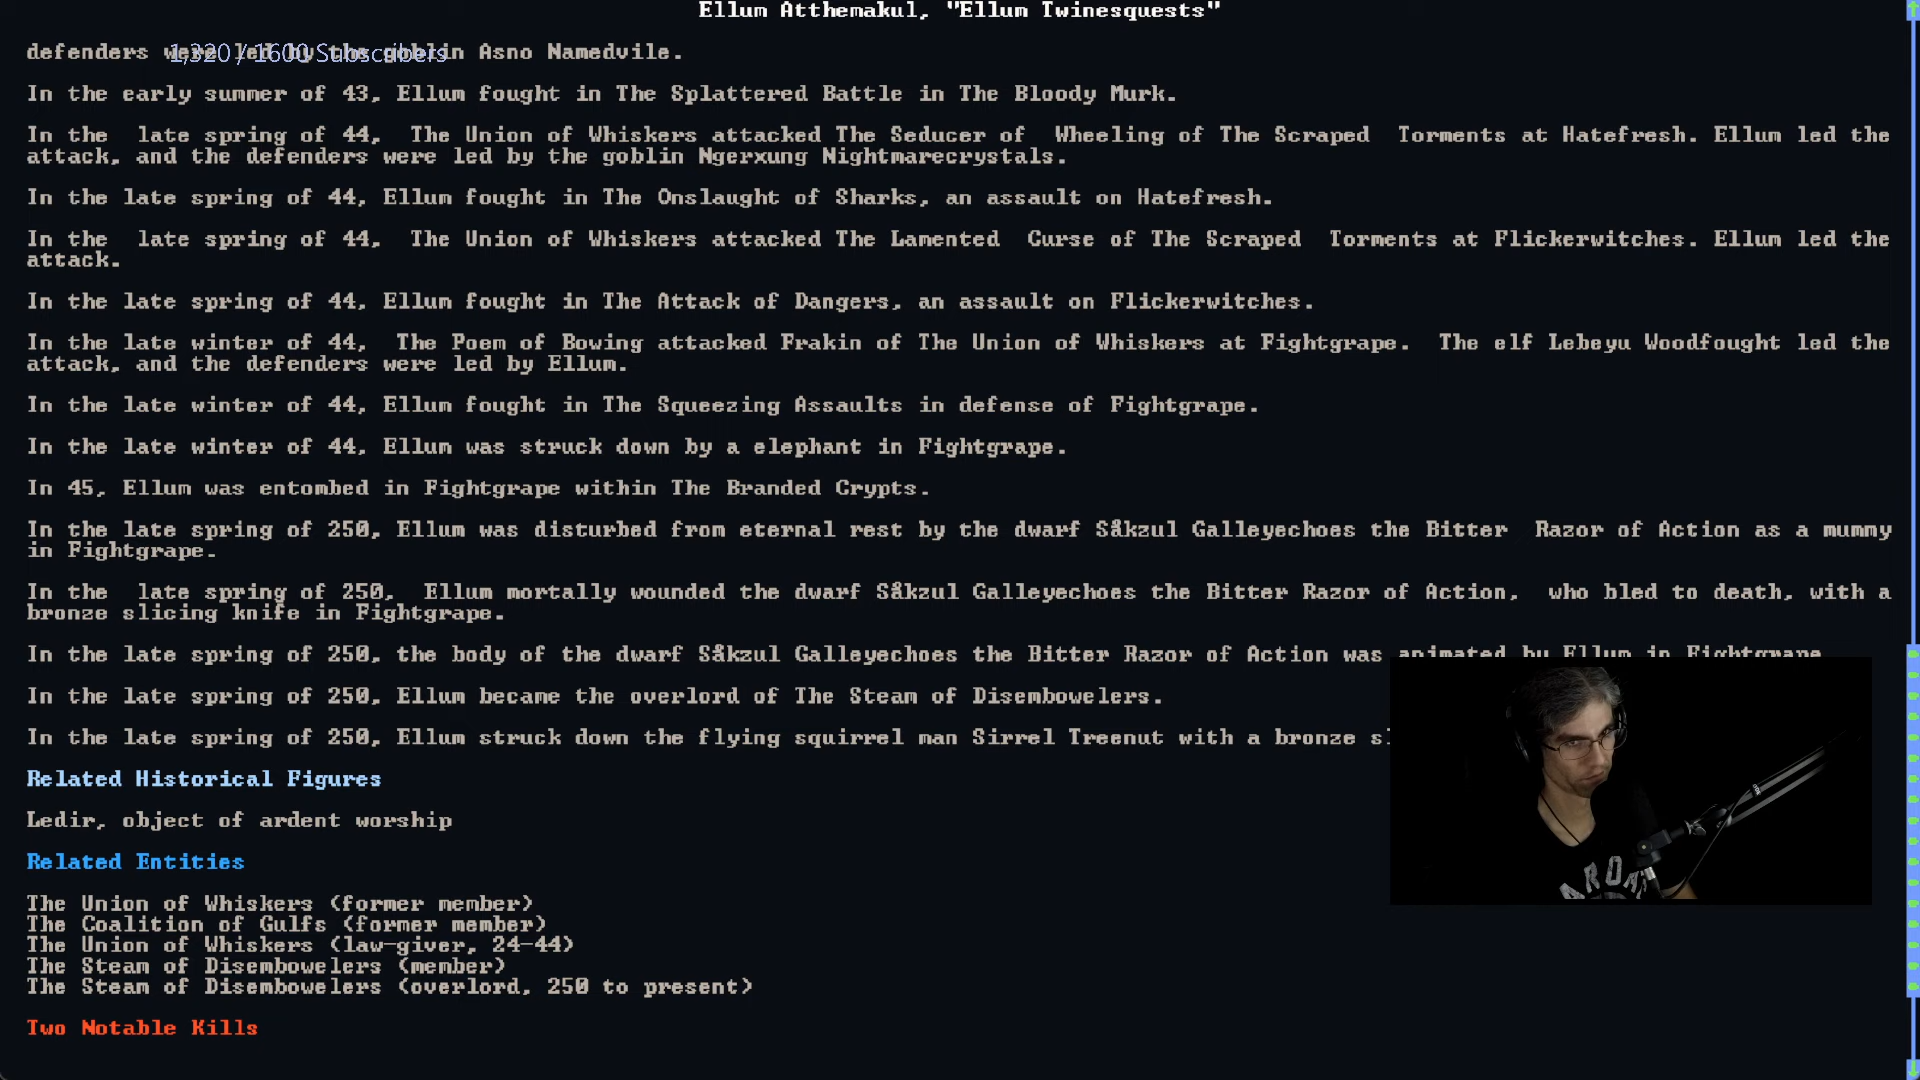 Ellum Atthemakul, "Ellum Twinesquests"
defenders were led by the goblin Asno Namedvile.
1,320 / 1600 Subscribers
In the early summer of 43, Ellum fought in The Splattered Battle in The Bloody Murk.
In the late spring of 44, The Union of Whiskers attacked The Seducer of Wheeling of The Scraped Torments at Hatefresh. Ellum led the
attack, and the defenders were led by the goblin Ngerxung Nightmarecrystals.
In the late spring of 44, Ellum fought in The Onslaught of Sharks, an assault on Hatefresh.
In the late spring of 44, The Union of Whiskers attacked The Lamented Curse of The Scraped Torments at Flickerwitches. Ellum led the
attack.
In the late spring of 44, Ellum fought in The Attack of Dangers, an assault on Flickerwitches.
In the late winter of 44, The Poem of Bowing attacked Frakin of The Union of Whiskers at Fightgrape. The elf Lebeyu Woodfought led the
attack, and the defenders were led by Ellum.
In the late winter of 44, Ellum fought in The Squeezing Assaults in defense of Fightgrape.
In the late winter of 44, Ellum was struck down by a elephant in Fightgrape.
In 45, Ellum was entombed in Fightgrape within The Branded Crypts.
In the late spring of 250, Ellum was disturbed from eternal rest by the dwarf Såkzul Galleyechoes the Bitter Razor of Action as a mummy
in Fightgrape.
In the late spring of 250, Ellum mortally wounded the dwarf Såkzul Galleyechoes the Bitter Razor of Action, who bled to death, with a
bronze slicing knife in Fightgrape.
In the late spring of 250, the body of the dwarf Såkzul Galleyechoes the Bitter Razor of Action was animated by Ellum in Fightgrape.
In the late spring of 250, Ellum became the overlord of The Steam of Disembowelers.
In the late spring of 250, Ellum struck down the flying squirrel man Sirrel Treenut with a bronze
Related Historical Figures
Ledir, object of ardent worship
Related Entities
The Union of Whiskers (former member)
The Coalition of Gulfs (former member)
The Union of Whiskers (law-giver, 24-44)
The Steam of Disembowelers (member)
The Steam of Disembowelers (overlord, 250 to present)
Two Notable Kills